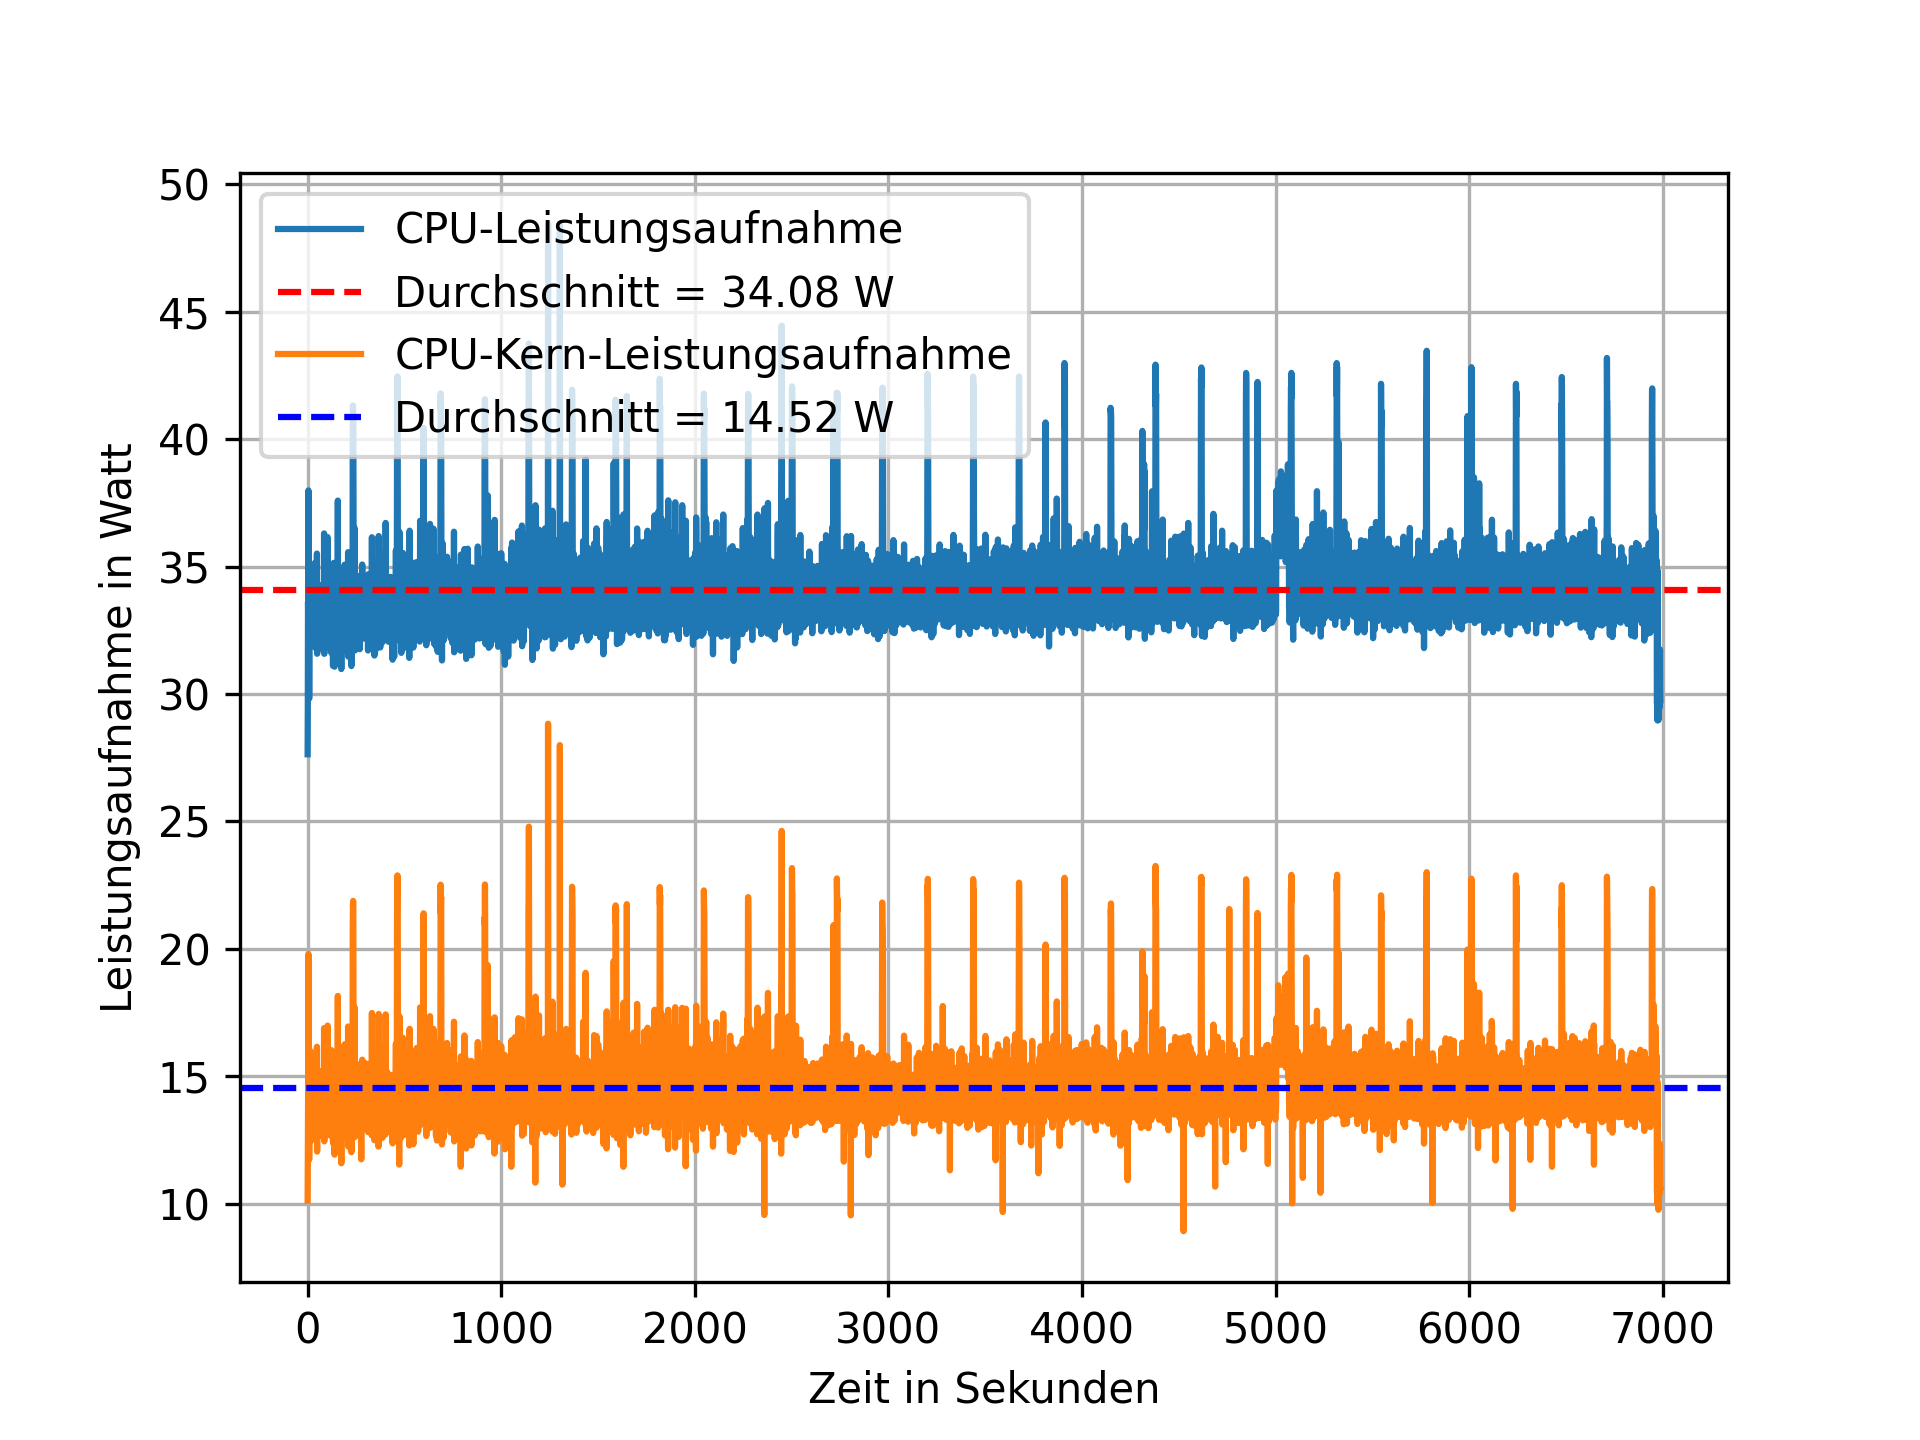 50
45
40
35
30
25
20
15
10
Leistungsaufnahme in Watt
CPU-Leistungsaufnahme
Durchschnitt = 34.08 W
CPU-Kern-Leistungsaufnahme
Durchschnitt = 14.52 W
0 1000 2000 3000 4000 5000 6000 7000
Zeit in Sekunden